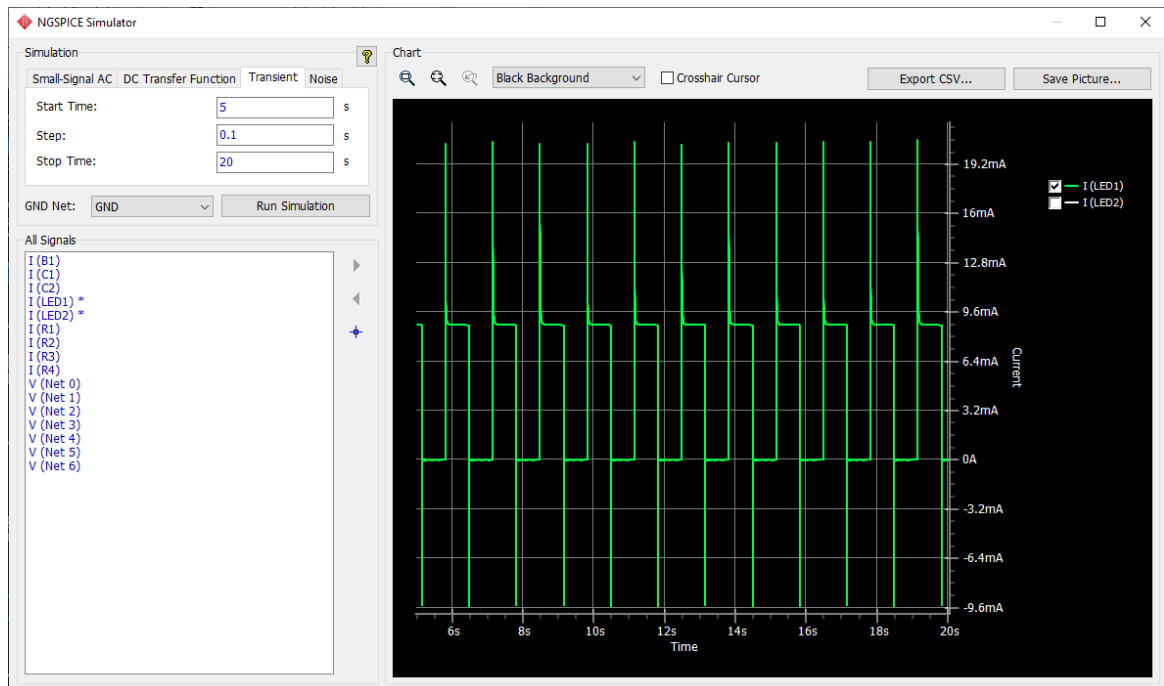 NGSPICE Simulator
Simulation
?
Small-Signal AC DC Transfer Function Transient Noise
Start Time: 5 s
Step: 0.1 s
Stop Time: 20 s
GND Net: GND Run Simulation
All Signals
I (B1)
I (C1)
I (C2)
I (LED1) *
I (LED2) *
I (R1)
I (R2)
I (R3)
I (R4)
V (Net 0)
V (Net 1)
V (Net 2)
V (Net 3)
V (Net 4)
V (Net 5)
V (Net 6)
Chart
Black Background Crosshair Cursor Export CSV... Save Picture...
19.2mA
16mA
12.8mA
9.6mA
6.4mA
3.2mA
0A
-3.2mA
-6.4mA
-9.6mA
Current
I (LED1)
I (LED2)
6s 8s 10s 12s 14s 16s 18s 20s
Time